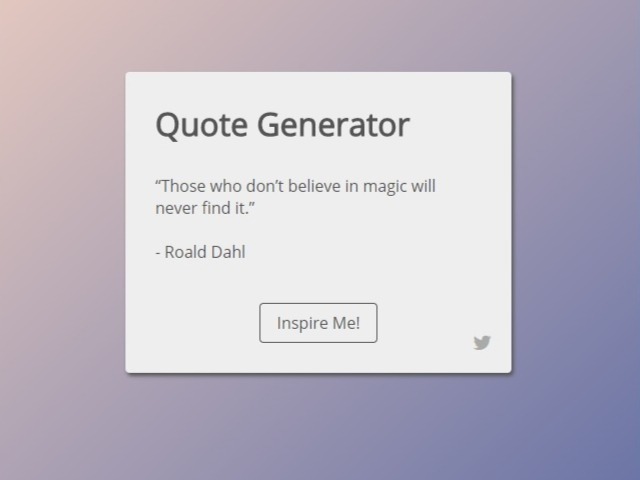 Quote Generator
“Those who don’t believe in magic will
never find it.”
- Roald Dahl
Inspire Me!